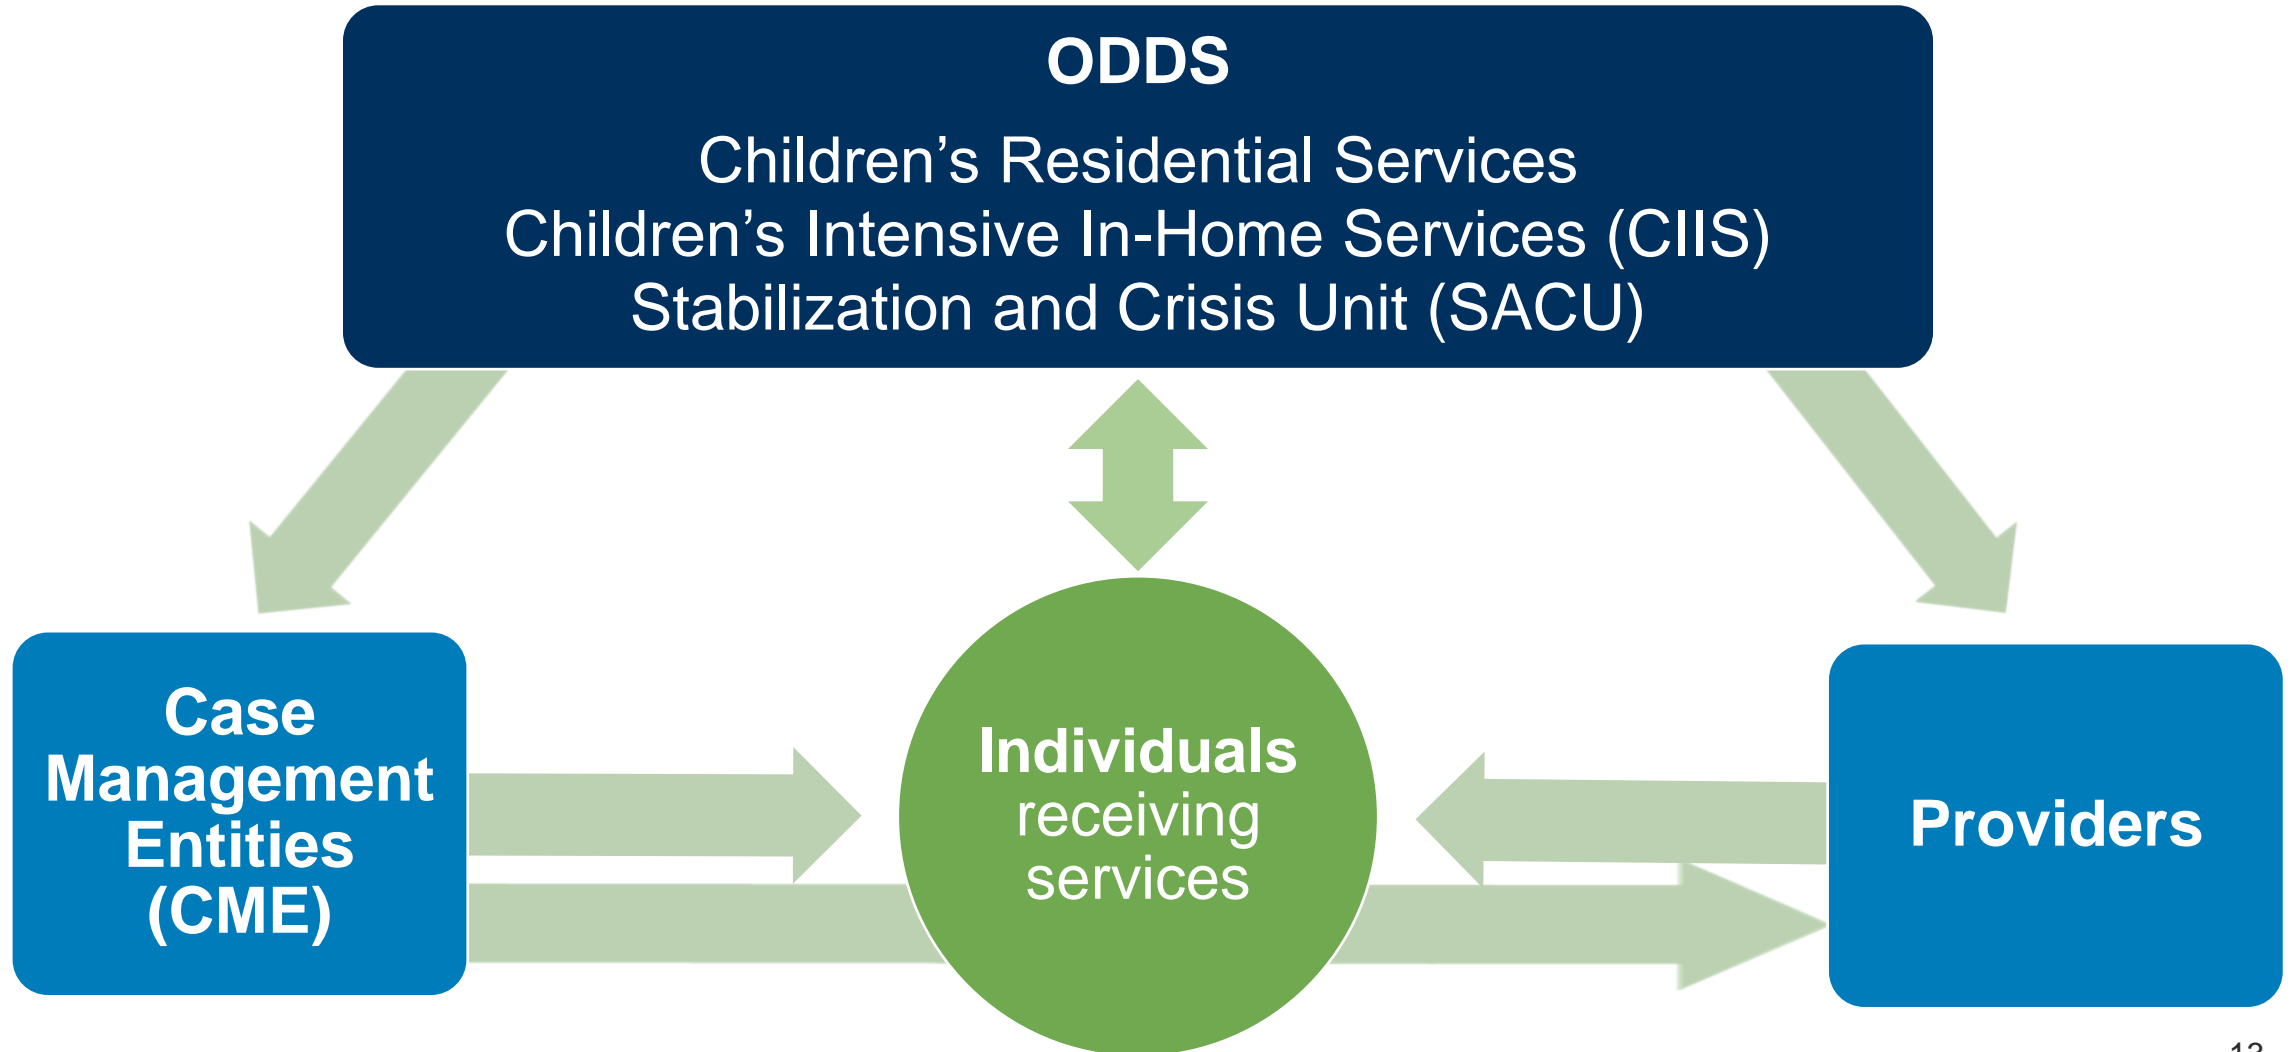 ODDS
Children’s Residential Services
Children’s Intensive In-Home Services (CIIS)
Stabilization and Crisis Unit (SACU)
Case
Management
Entities
(CME)
Individuals
receiving
services
Providers